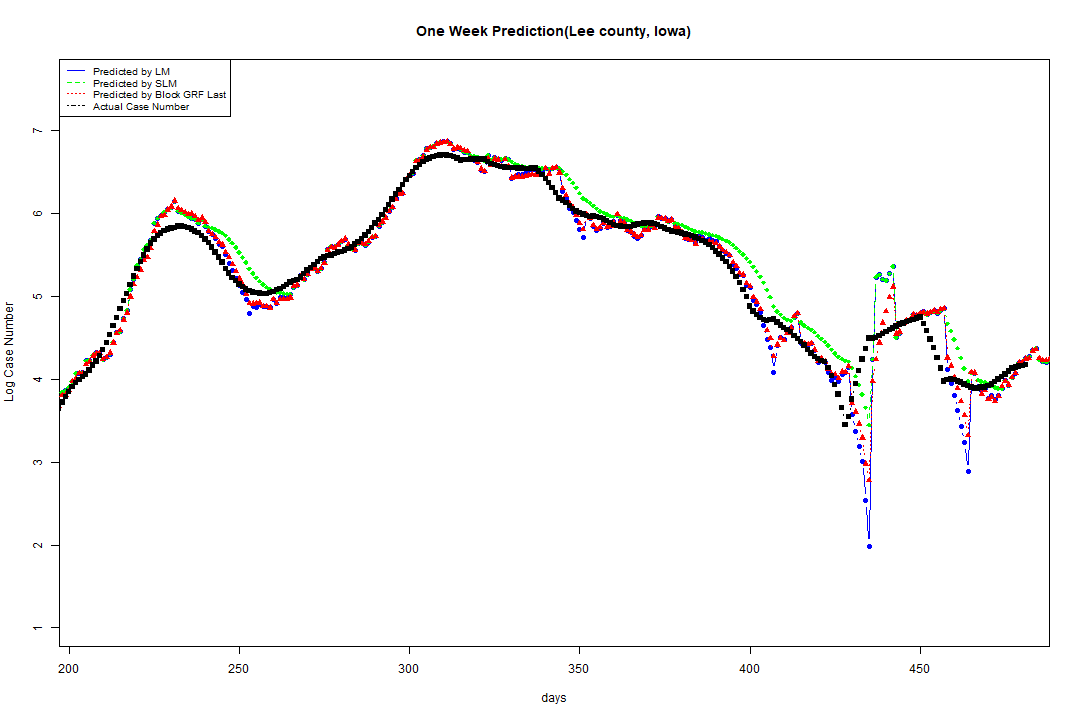 One Week Prediction(Lee county, Iowa)
Predicted by LM
Predicted by SLM
Predicted by Block GRF Last
Actual Case Number
7
6
5
4
3
2
1
Log Case Number
200 250 300 350 400 450
days